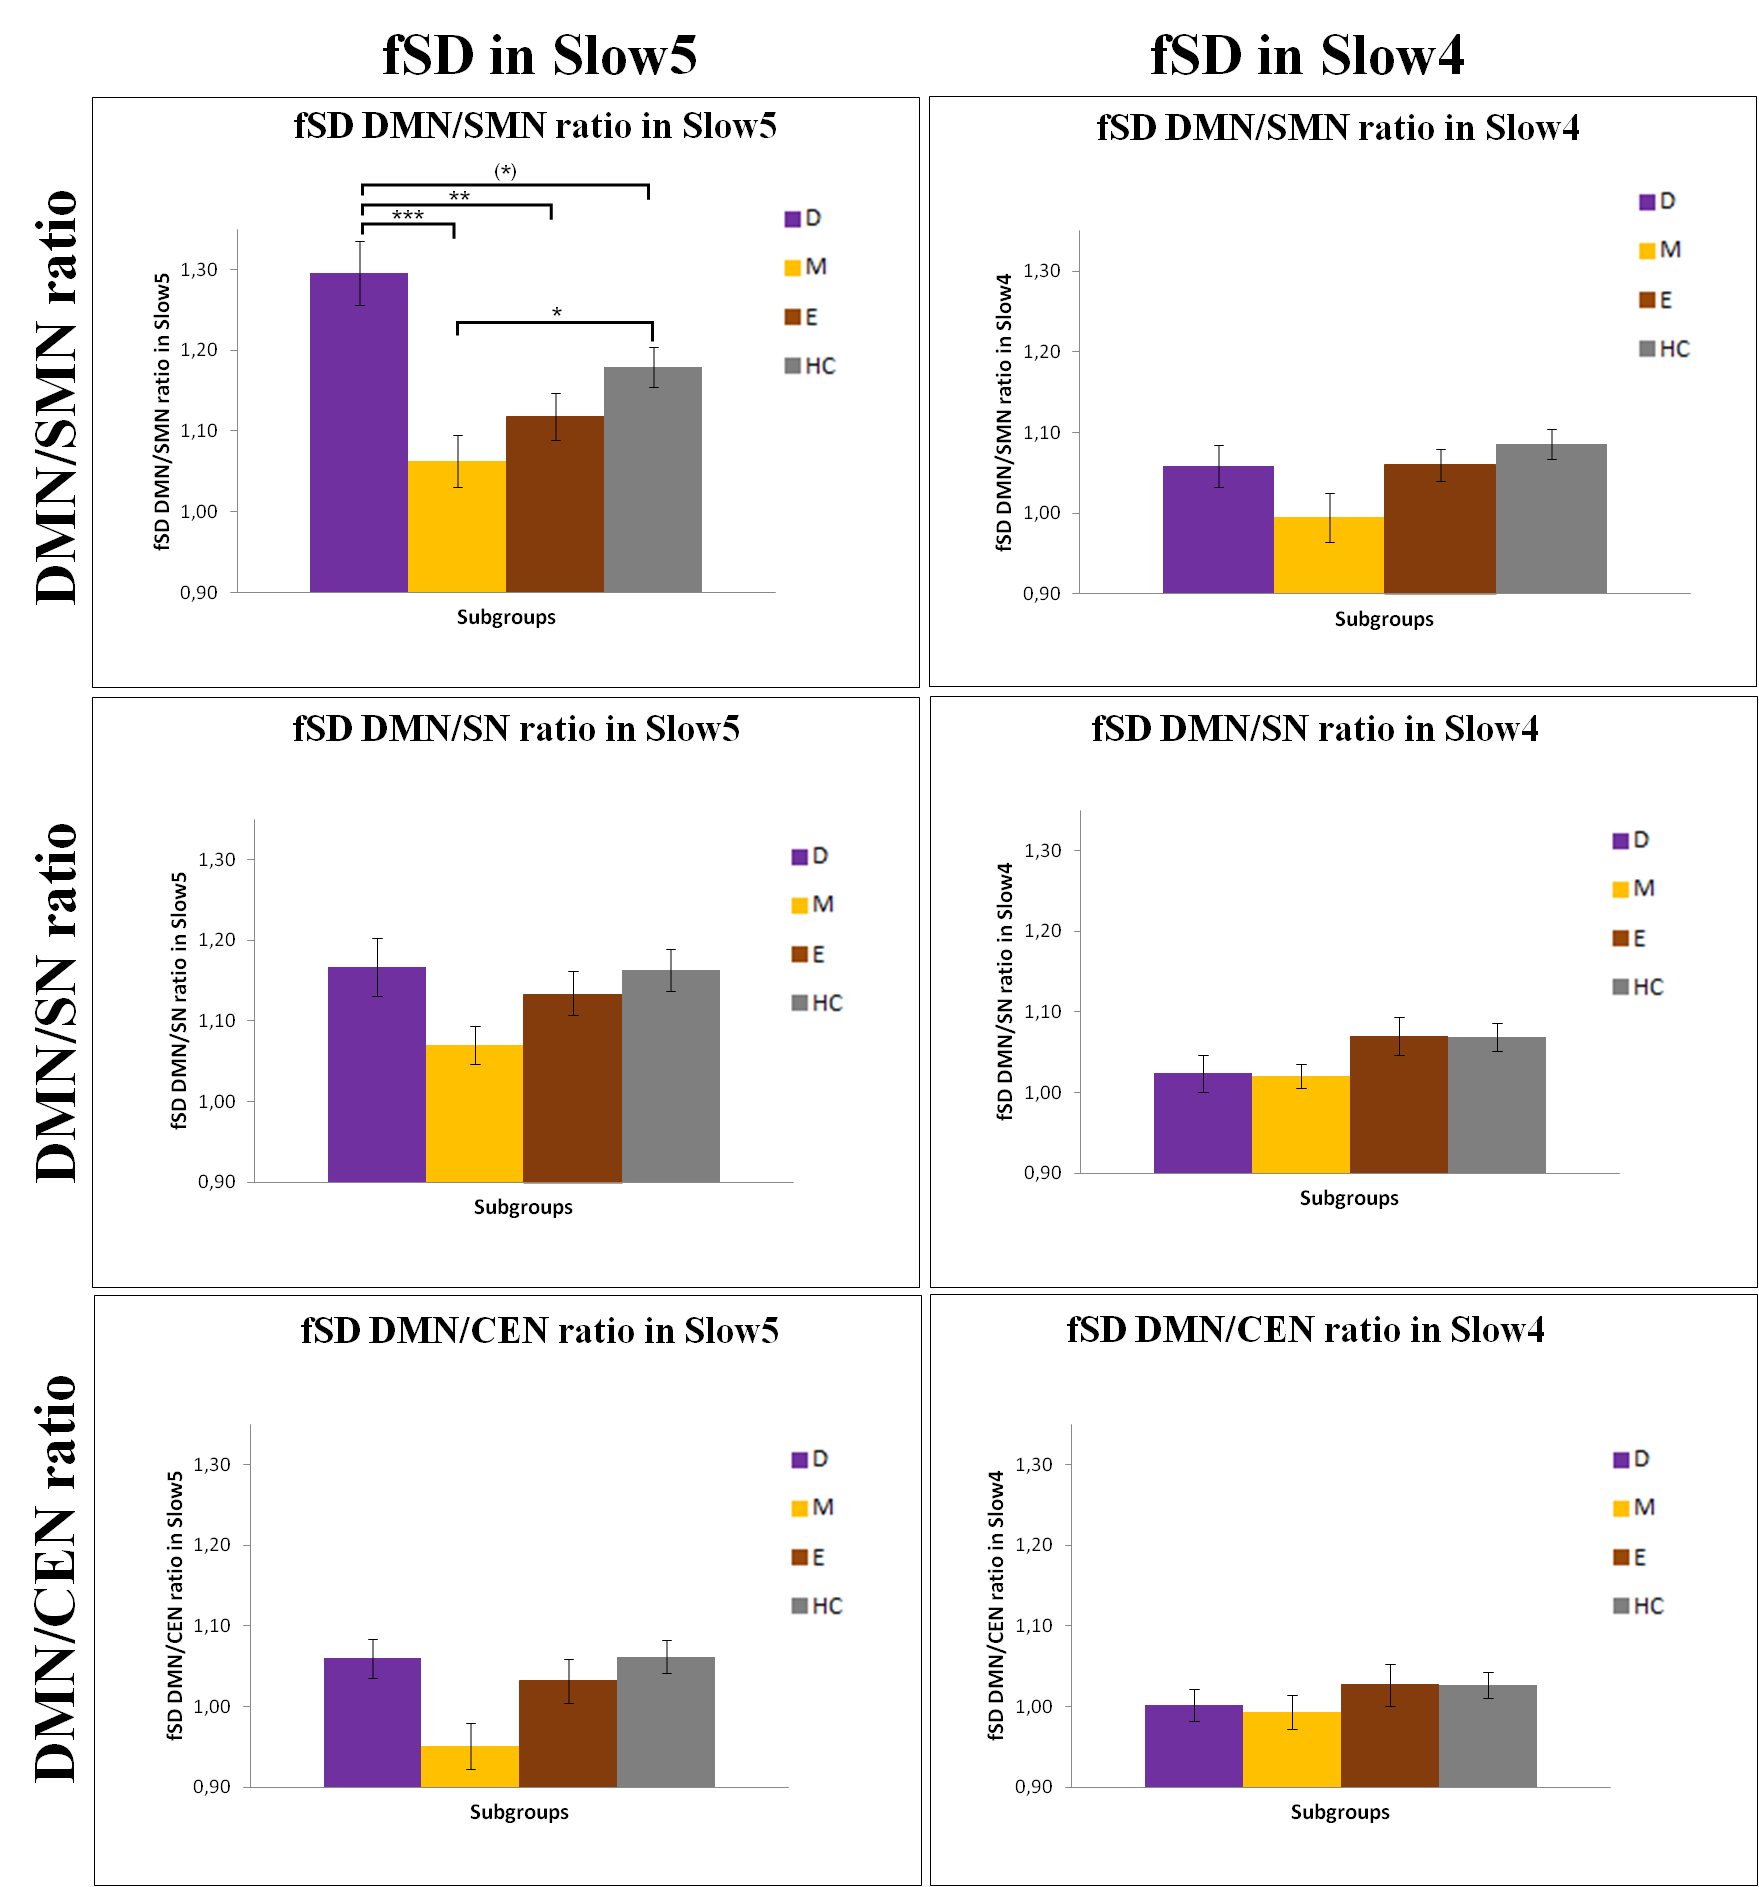 fSD in Slow5
fSD in Slow4
DMN/SMN ratio
fSD DMN/SMN ratio in Slow5
(*)
**
***
*
fSD DMN/SMN ratio in Slow5
1,30
1,20
1,10
1,00
0,90
Subgroups
D
M
E
HC
fSD DMN/SMN ratio in Slow4
fSD DMN/SMN ratio in Slow4
1,30
1,20
1,10
1,00
0,90
Subgroups
D
M
E
HC
DMN/SN ratio
fSD DMN/SN ratio in Slow5
fSD DMN/SN ratio in Slow5
1,30
1,20
1,10
1,00
0,90
Subgroups
D
M
E
HC
fSD DMN/SN ratio in Slow4
fSD DMN/SN ratio in Slow4
1,30
1,20
1,10
1,00
0,90
Subgroups
D
M
E
HC
DMN/CEN ratio
fSD DMN/CEN ratio in Slow5
fSD DMN/CEN ratio in Slow5
1,30
1,20
1,10
1,00
0,90
Subgroups
D
M
E
HC
fSD DMN/CEN ratio in Slow4
fSD DMN/CEN ratio in Slow4
1,30
1,20
1,10
1,00
0,90
Subgroups
D
M
E
HC